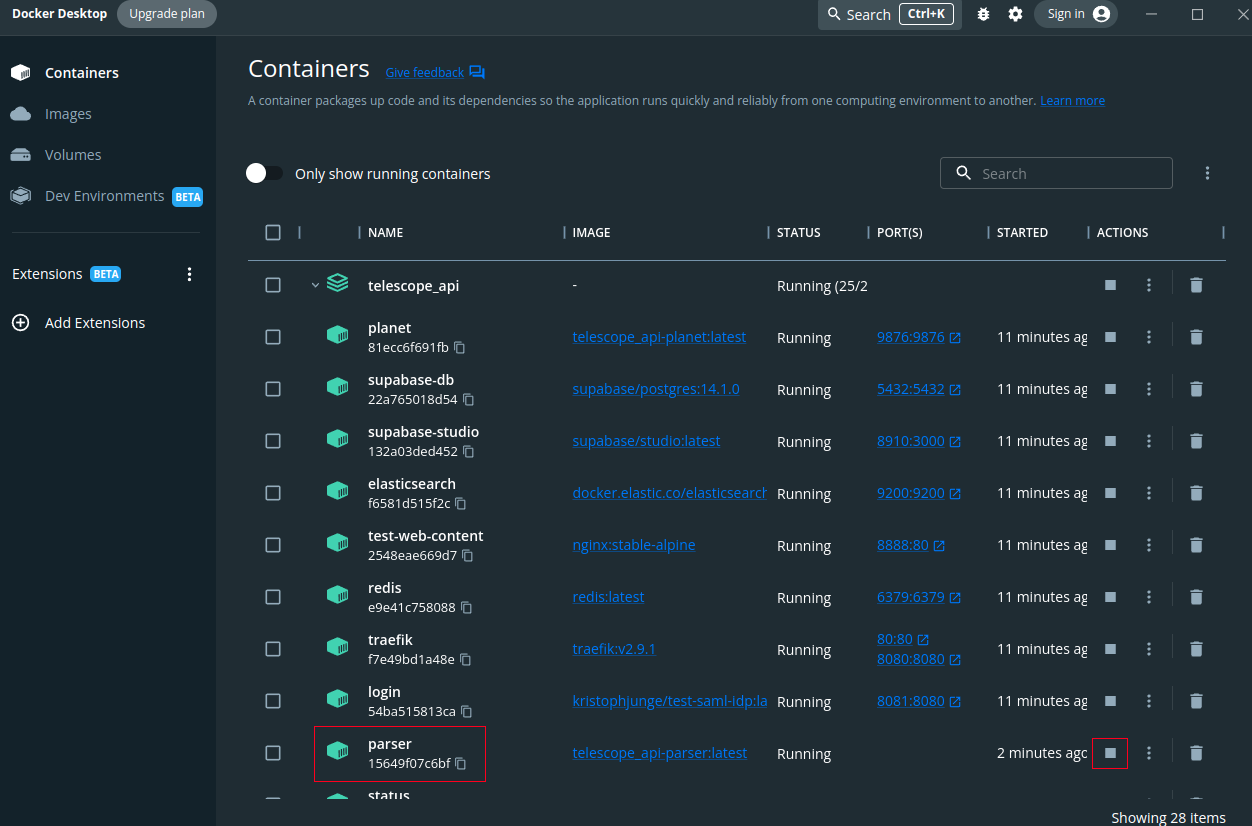 Docker Desktop Upgrade plan Search Ctrl+K Sign in
Containers
Images
Volumes
Dev Environments BETA
Extensions BETA
Add Extensions
Containers Give feedback
A container packages up code and its dependencies so the application runs quickly and reliably from one computing environment to another. Learn more
Only show running containers Search
NAME IMAGE STATUS PORT(S) STARTED ACTIONS
telescope_api - Running (25/2
planet
81ecc6f691fb telescope_api-planet:latest Running 9876:9876 11 minutes ag
supabase-db
22a765018d54 supabase/postgres:14.1.0 Running 5432:5432 11 minutes ag
supabase-studio
132a03ded452 supabase/studio:latest Running 8910:3000 11 minutes ag
elasticsearch
f6581d515f2c docker.elastic.co/elasticsearch Running 9200:9200 11 minutes ag
test-web-content
2548eae669d7 nginx:stable-alpine Running 8888:80 11 minutes ag
redis
e9e41c758088 redis:latest Running 6379:6379 11 minutes ag
traefik 80:80
f7e49bd1a48e traefik:v2.9.1 Running 8080:8080 11 minutes ag
login
54ba515813ca kristophjunge/test-saml-idp:la Running 8081:8080 11 minutes ag
parser
15649f07c6bf telescope_api-parser:latest Running 2 minutes ago
status
Showing 28 items